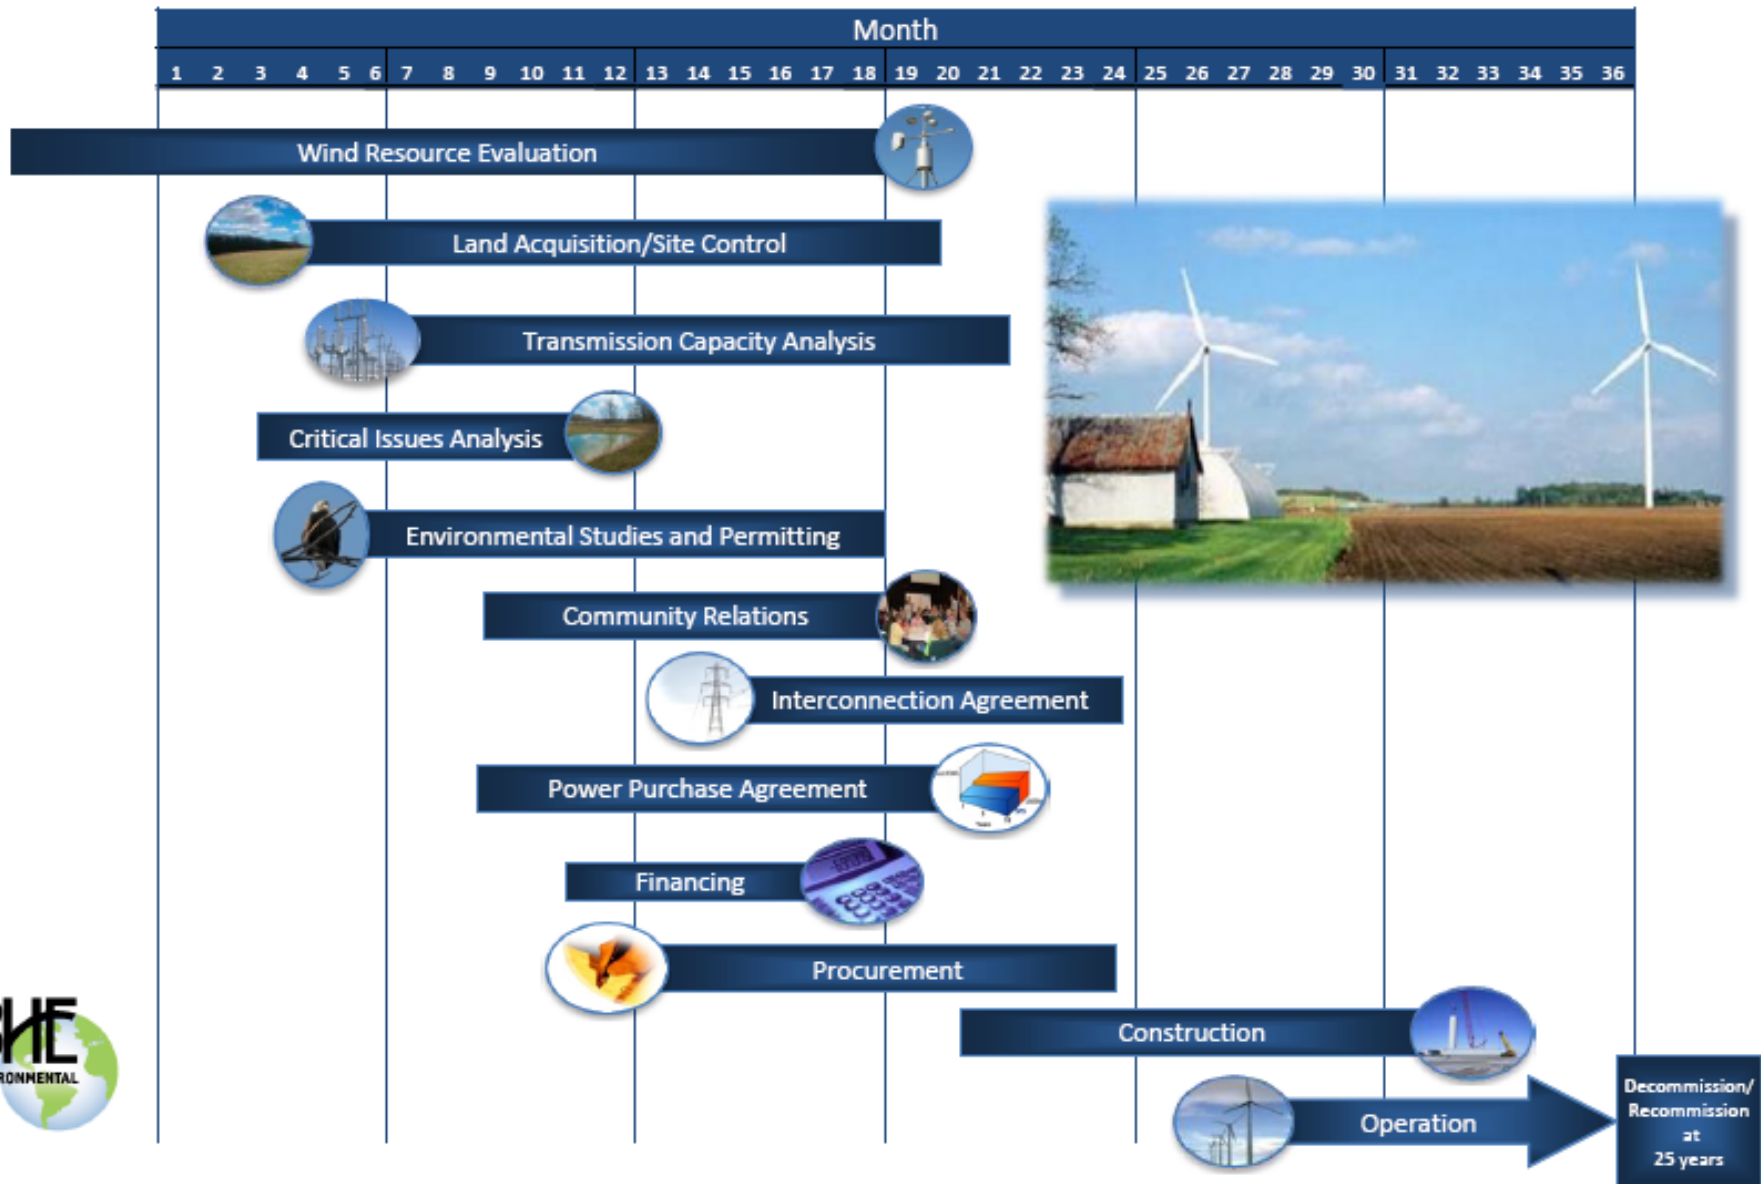 Month
1 2 3 4 5 6 7 8 9 10 11 12 13 14 15 16 17 18 19 20 21 22 23 24 25 26 27 28 29 30 31 32 33 34 35 36
Wind Resource Evaluation
Land Acquisition/Site Control
Transmission Capacity Analysis
Critical Issues Analysis
Environmental Studies and Permitting
Community Relations
Interconnection Agreement
Power Purchase Agreement
Financing
Procurement
Construction
Operation
Decommission/
Recommission
at
25 years